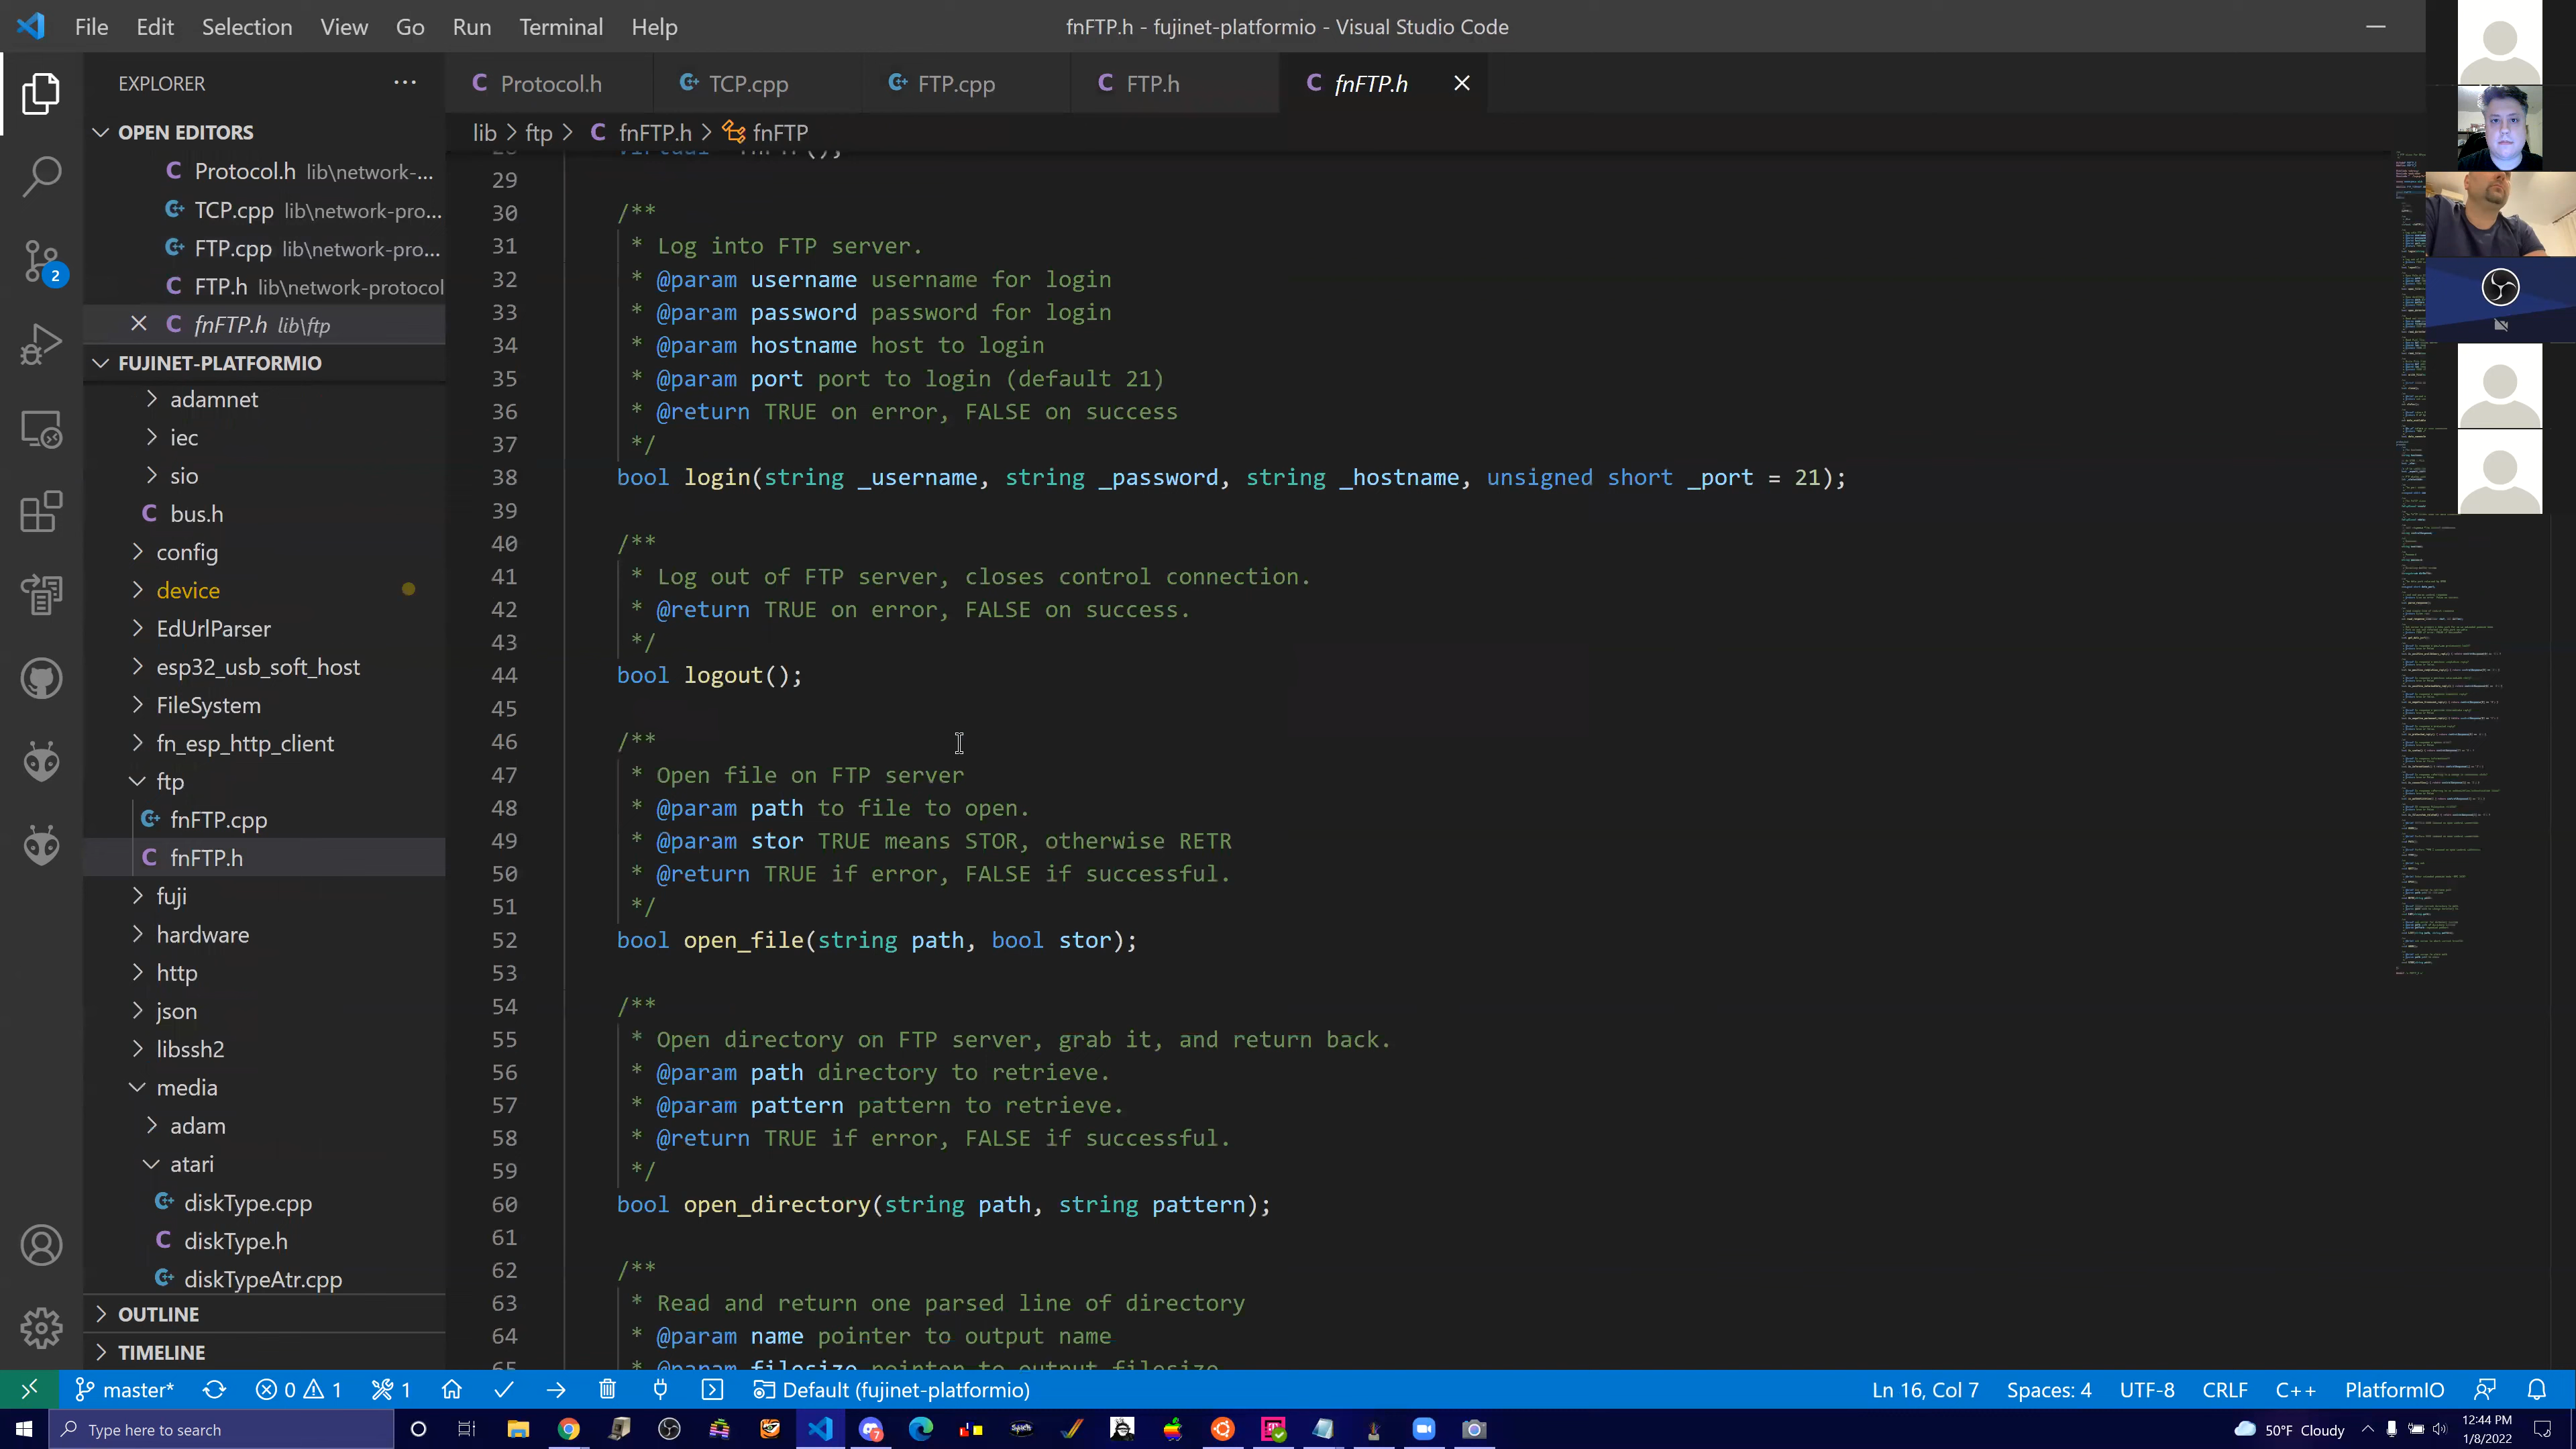 File Edit Selection View Go Run Terminal Help
fnFTP.h - fujinet-platformio - Visual Studio Code
EXPLORER
OPEN EDITORS
Protocol.h lib\network-...
TCP.cpp lib\network-pro...
FTP.cpp lib\network-pro...
FTP.h lib\network-protocol
fnFTP.h lib\ftp
FUJINET-PLATFORMIO
adamnet
iec
sio
bus.h
config
device
EdUrlParser
esp32_usb_soft_host
FileSystem
fn_esp_http_client
ftp
fnFTP.cpp
fnFTP.h
fuji
hardware
http
json
libssh2
media
adam
atari
diskType.cpp
diskType.h
diskTypeAtr.cpp
OUTLINE
TIMELINE
2
Protocol.h TCP.cpp FTP.cpp FTP.h fnFTP.h
lib > ftp > fnFTP.h > fnFTP
29
30 /**
31 * Log into FTP server.
32 * @param username username for login
33 * @param password password for login
34 * @param hostname host to login
35 * @param port port to login (default 21)
36 * @return TRUE on error, FALSE on success
37 */
38 bool login(string _username, string _password, string _hostname, unsigned short _port = 21);
39
40 /**
41 * Log out of FTP server, closes control connection.
42 * @return TRUE on error, FALSE on success.
43 */
44 bool logout();
45
46 /**
47 * Open file on FTP server
48 * @param path to file to open.
49 * @param stor TRUE means STOR, otherwise RETR
50 * @return TRUE if error, FALSE if successful.
51 */
52 bool open_file(string path, bool stor);
53
54 /**
55 * Open directory on FTP server, grab it, and return back.
56 * @param path directory to retrieve.
57 * @param pattern pattern to retrieve.
58 * @return TRUE if error, FALSE if successful.
59 */
60 bool open_directory(string path, string pattern);
61
62 /**
63 * Read and return one parsed line of directory
64 * @param name pointer to output name
65 * @param filesize pointer to output filesize
master* 0 1 1 Default (fujinet-platformio) Ln 16, Col 7 Spaces: 4 UTF-8 CRLF C++ PlatformIO
Type here to search
50°F Cloudy
12:44 PM
1/8/2022